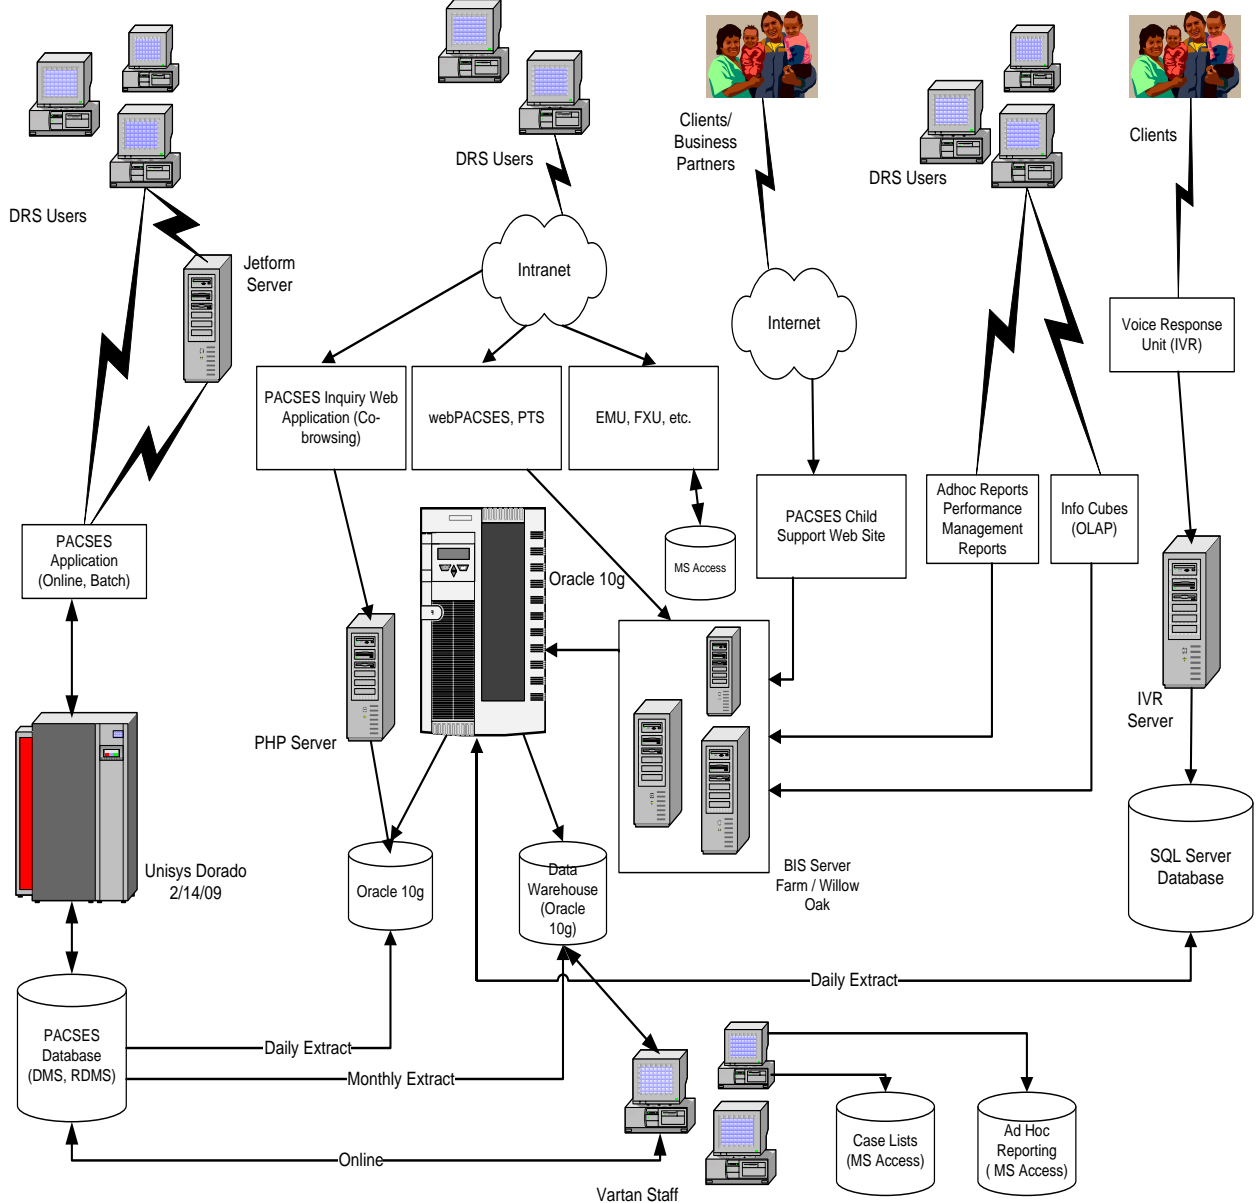 DRS Users
Jetform
Server
DRS Users
Clients/
Business
Partners
DRS Users
Clients
Intranet
Internet
Voice Response
Unit (IVR)
PACSES Inquiry Web
Application (Co-
browsing)
webPACSES, PTS
EMU, FXU, etc.
PACSES Child
Support Web Site
Adhoc Reports
Performance
Management
Reports
Info Cubes
(OLAP)
PACSES
Application
(Online, Batch)
MS Access
Oracle 10g
PHP Server
IVR
Server
Unisys Dorado
2/14/09
Oracle 10g
Data
Warehouse
(Oracle
10g)
BIS Server
Farm / Willow
Oak
SQL Server
Database
Daily Extract
PACSES
Database
(DMS, RDMS)
Daily Extract
Monthly Extract
Online
Vartan Staff
Case Lists
(MS Access)
Ad Hoc
Reporting
( MS Access)